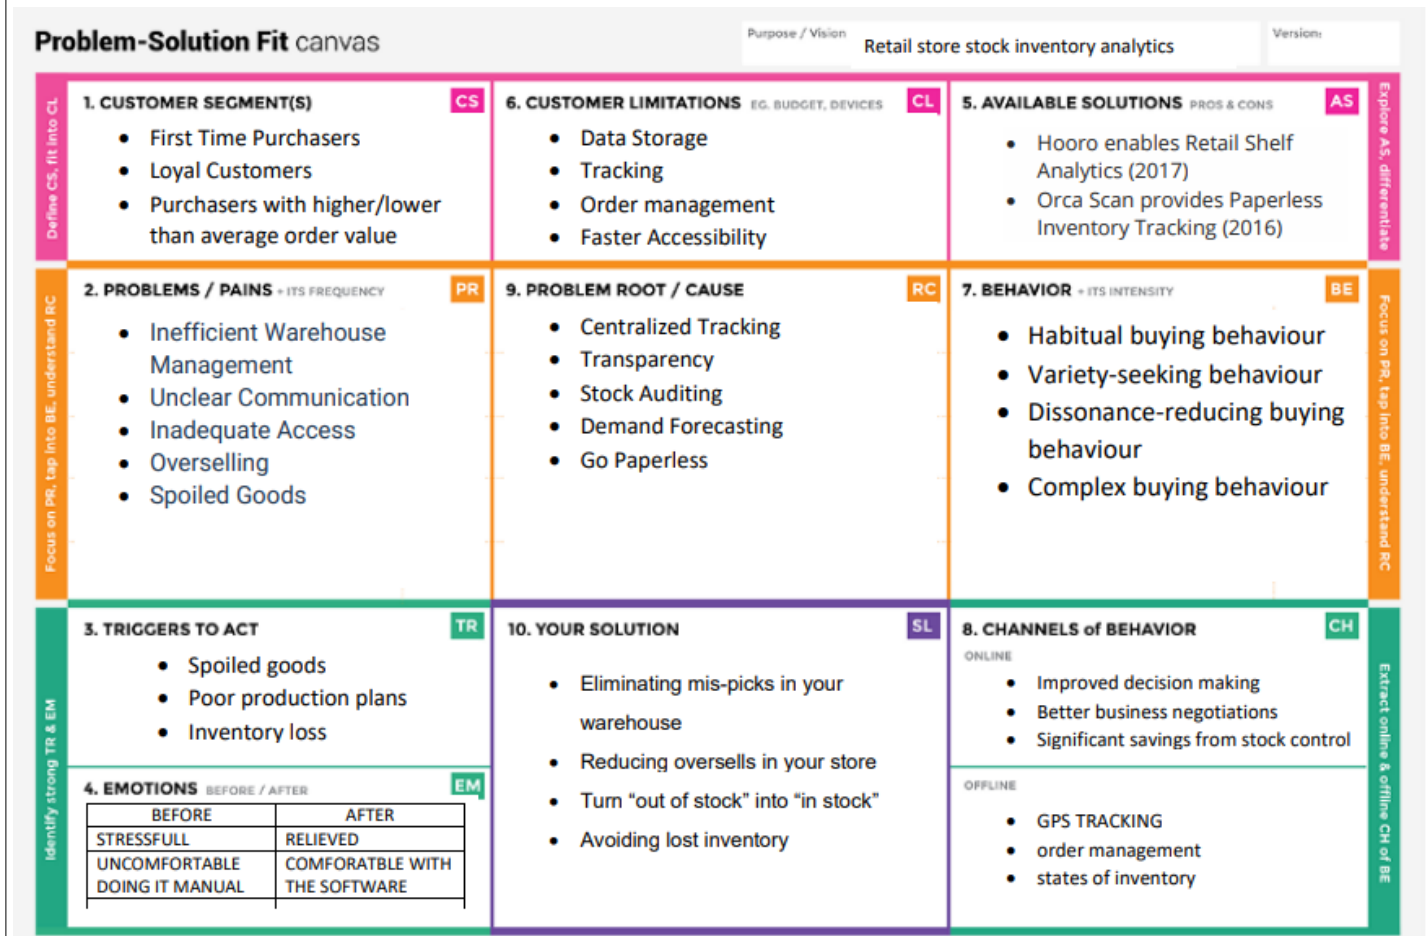 Problem-Solution Fit canvas
Purpose / Vision
Retail store stock inventory analytics
Version:
Define CS, fit into CL
1. CUSTOMER SEGMENT(S)
CS
• First Time Purchasers
• Loyal Customers
• Purchasers with higher/lower
than average order value
6. CUSTOMER LIMITATIONS EG. BUDGET, DEVICES
CL
• Data Storage
• Tracking
• Order management
• Faster Accessibility
5. AVAILABLE SOLUTIONS PROS & CONS
AS
• Hooro enables Retail Shelf
Analytics (2017)
• Orca Scan provides Paperless
Inventory Tracking (2016)
Explore AS, differentiate
Focus on PR, tap into BE, understand RC
2. PROBLEMS / PAINS + ITS FREQUENCY
PR
• Inefficient Warehouse
Management
• Unclear Communication
• Inadequate Access
• Overselling
• Spoiled Goods
9. PROBLEM ROOT / CAUSE
RC
• Centralized Tracking
• Transparency
• Stock Auditing
• Demand Forecasting
• Go Paperless
7. BEHAVIOR + ITS INTENSITY
BE
• Habitual buying behaviour
• Variety-seeking behaviour
• Dissonance-reducing buying
behaviour
• Complex buying behaviour
Focus on PR, tap into BE, understand RC
Identify strong TR & EM
3. TRIGGERS TO ACT
TR
• Spoiled goods
• Poor production plans
• Inventory loss
4. EMOTIONS BEFORE / AFTER
EM
BEFORE AFTER
STRESSFULL RELIEVED
UNCOMFORTABLE COMFORATBLE WITH
DOING IT MANUAL THE SOFTWARE
10. YOUR SOLUTION
SL
• Eliminating mis-picks in your
warehouse
• Reducing oversells in your store
• Turn “out of stock” into “in stock”
• Avoiding lost inventory
8. CHANNELS of BEHAVIOR
CH
ONLINE
• Improved decision making
• Better business negotiations
• Significant savings from stock control
OFFLINE
• GPS TRACKING
• order management
• states of inventory
Extract online & offline CH of BE